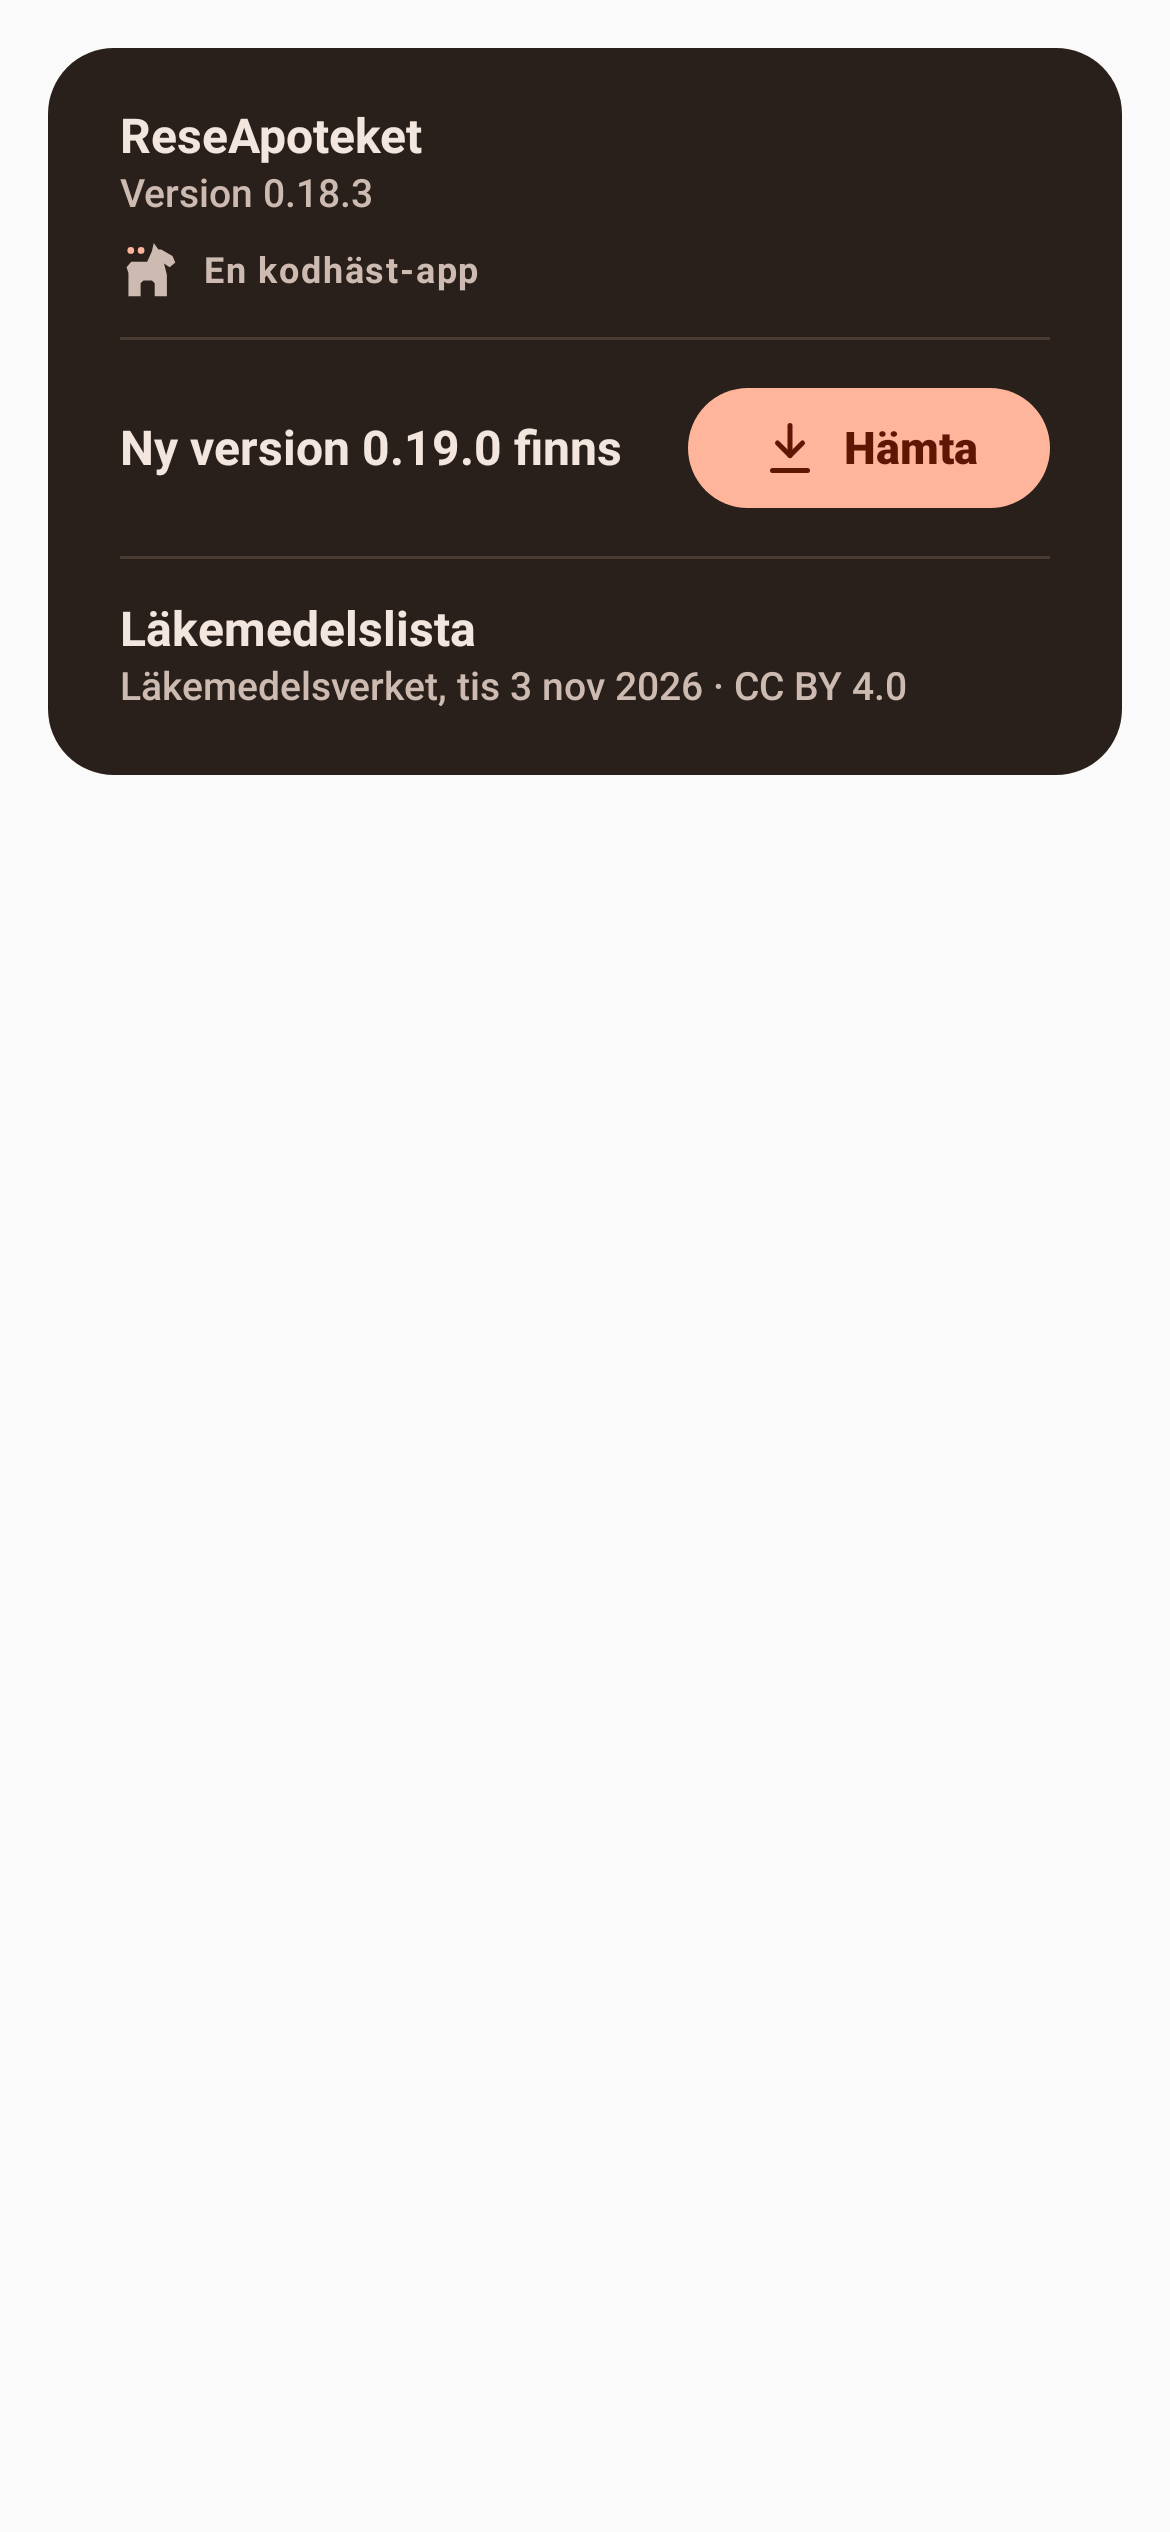 ReseApoteket
Version 0.18.3
En kodhäst-app
Ny version 0.19.0 finns
Hämta
Läkemedelslista
Läkemedelsverket, tis 3 nov 2026 · CC BY 4.0